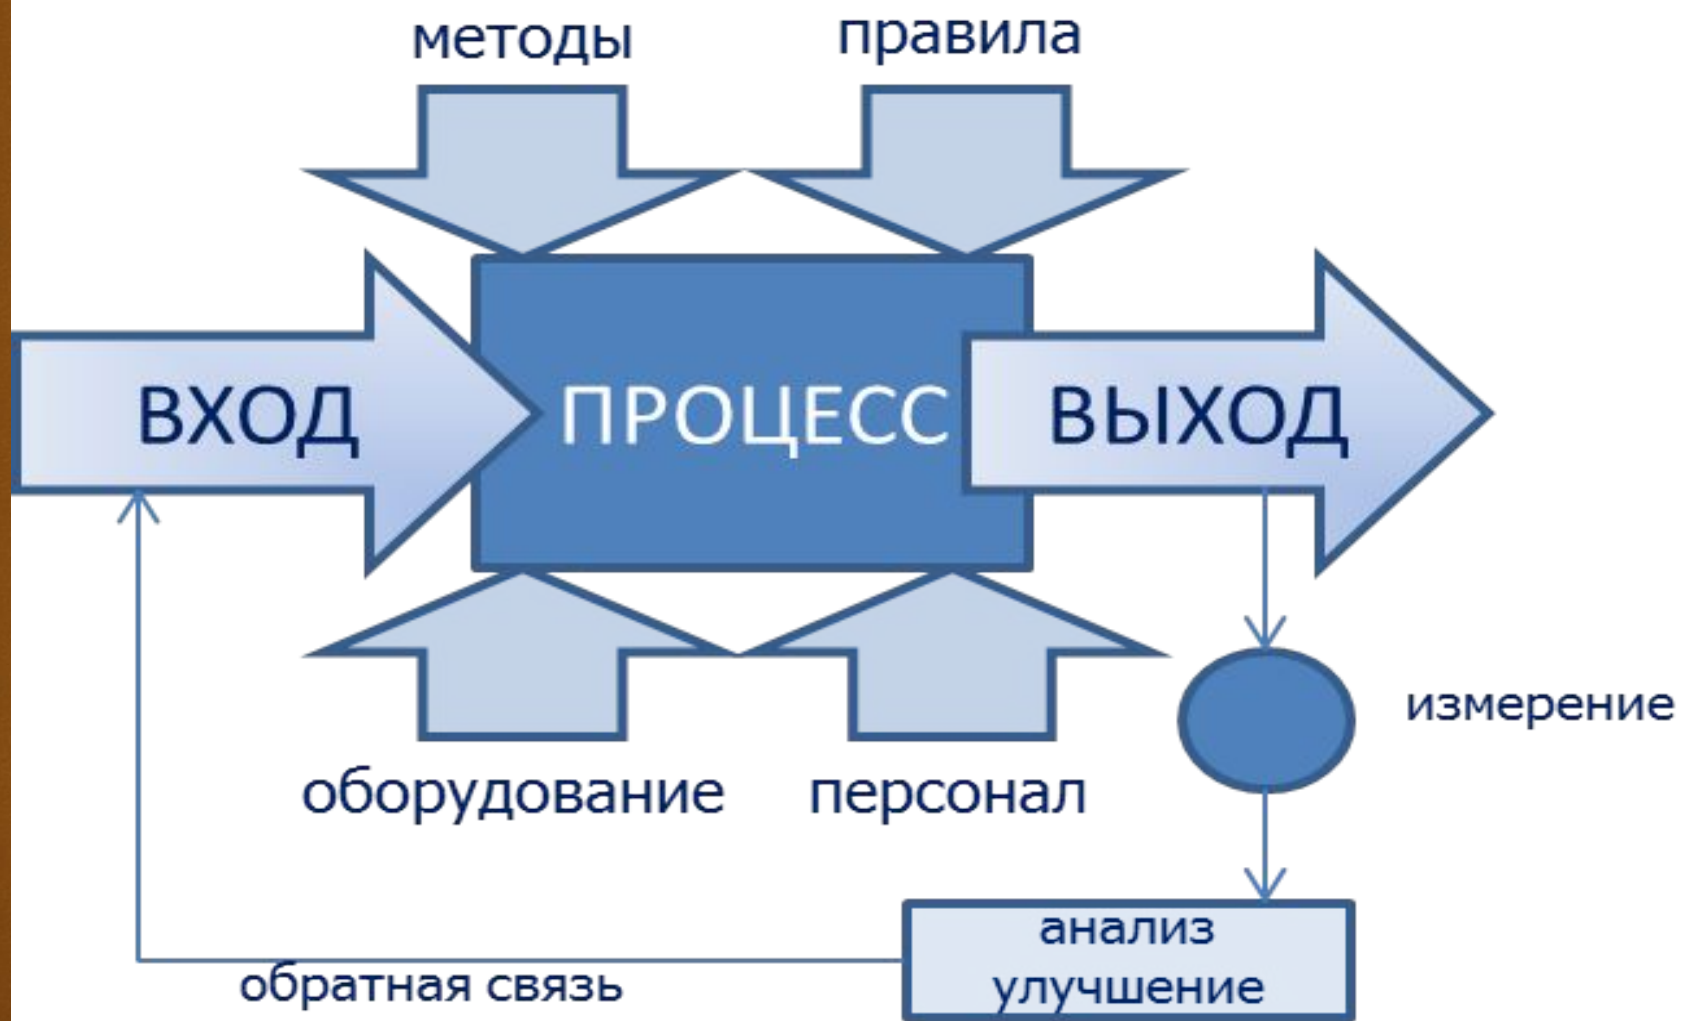 методы
правила
ВХОД
ПРОЦЕСС
ВЫХОД
оборудование
персонал
измерение
анализ
улучшение
обратная связь